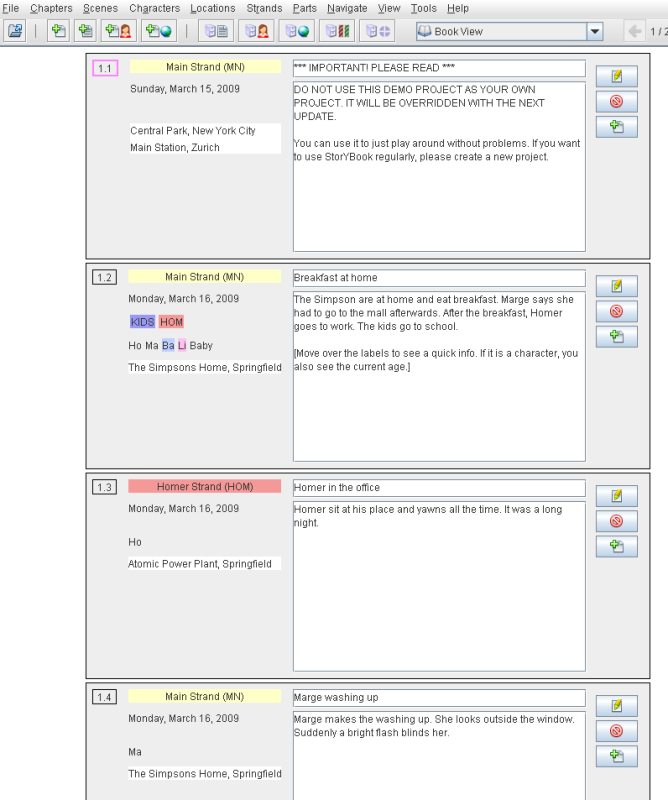 File Chapters Scenes Characters Locations Strands Parts Navigate View Tools Help
Book View
1 / 2
1.1
Main Strand (MN)
*** IMPORTANT! PLEASE READ ***
Sunday, March 15, 2009
Central Park, New York City
Main Station, Zurich
DO NOT USE THIS DEMO PROJECT AS YOUR OWN
PROJECT. IT WILL BE OVERRIDDEN WITH THE NEXT
UPDATE.
You can use it to just play around without problems. If you want
to use StorYBook regularly, please create a new project.
1.2
Main Strand (MN)
Breakfast at home
Monday, March 16, 2009
KIDS HOM
Ho Ma Ba Li Baby
The Simpsons Home, Springfield
The Simpson are at home and eat breakfast. Marge says she
had to go to the mall afterwards. After the breakfast, Homer
goes to work. The kids go to school.
[Move over the labels to see a quick info. If it is a character, you
also see the current age.]
1.3
Homer Strand (HOM)
Homer in the office
Monday, March 16, 2009
Ho
Atomic Power Plant, Springfield
Homer sit at his place and yawns all the time. It was a long
night.
1.4
Main Strand (MN)
Marge washing up
Monday, March 16, 2009
Ma
The Simpsons Home, Springfield
Marge makes the washing up. She looks outside the window.
Suddenly a bright flash blinds her.